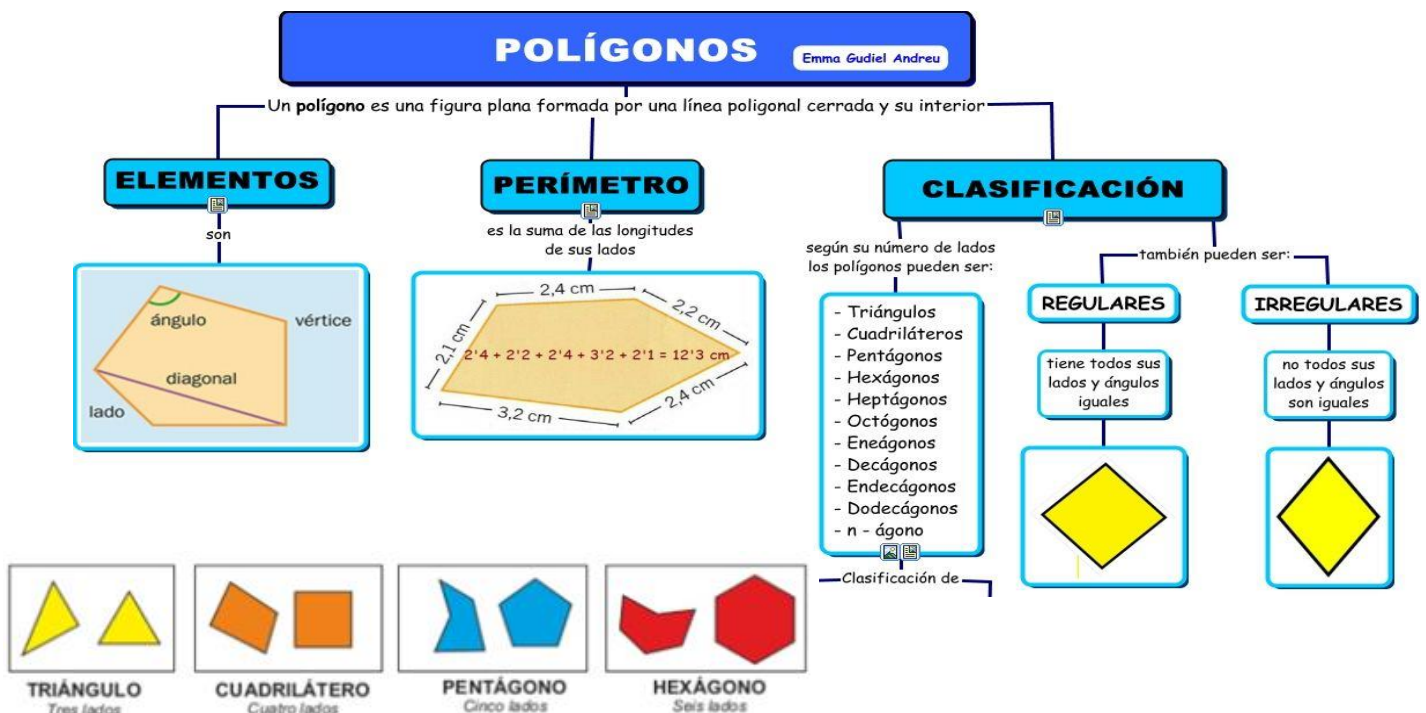 POLÍGONOS
Emma Gudiel Andreu
Un polígono es una figura plana formada por una línea poligonal cerrada y su interior
ELEMENTOS
son
ángulo
vértice
diagonal
lado
PERÍMETRO
es la suma de las longitudes
de sus lados
2,4 cm
2,2 cm
2,1 cm
2'4 + 2'2 + 2'4 + 3'2 + 2'1 = 12'3 cm
3,2 cm
2,4 cm
CLASIFICACIÓN
según su número de lados
los polígonos pueden ser:
- Triángulos
- Cuadriláteros
- Pentágonos
- Hexágonos
- Heptágonos
- Octógonos
- Eneágonos
- Decágonos
- Endecágonos
- Dodecágonos
- n - ágono
Clasificación de
también pueden ser:
REGULARES
tiene todos sus
lados y ángulos
iguales
IRREGULARES
no todos sus
lados y ángulos
son iguales
TRIÁNGULO
Tres lados
CUADRILÁTERO
Cuatro lados
PENTÁGONO
Cinco lados
HEXÁGONO
Seis lados